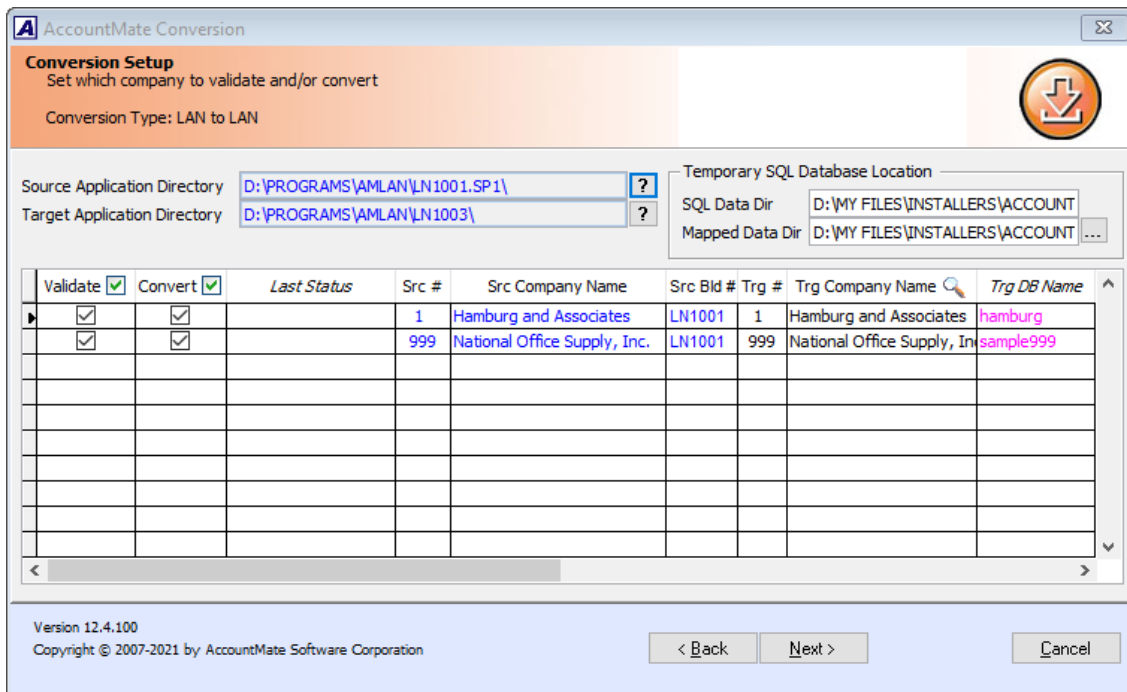 AccountMate Conversion
Conversion Setup
Set which company to validate and/or convert
Conversion Type: LAN to LAN
Source Application Directory D:\PROGRAMS\AMLAN\LN1001.SP1\ ?
Target Application Directory D:\PROGRAMS\AMLAN\LN1003\ ?
Temporary SQL Database Location
SQL Data Dir D:\MY FILES\INSTALLERS\ACCOUNT
Mapped Data Dir D:\MY FILES\INSTALLERS\ACCOUNT ...
Validate Convert Last Status Src # Src Company Name Src Bld # Trg # Trg Company Name Trg DB Name
1 Hamburg and Associates LN1001 1 Hamburg and Associates hamburg
999 National Office Supply, Inc. LN1001 999 National Office Supply, In sample999
Version 12.4.100
Copyright © 2007-2021 by AccountMate Software Corporation
< Back Next > Cancel